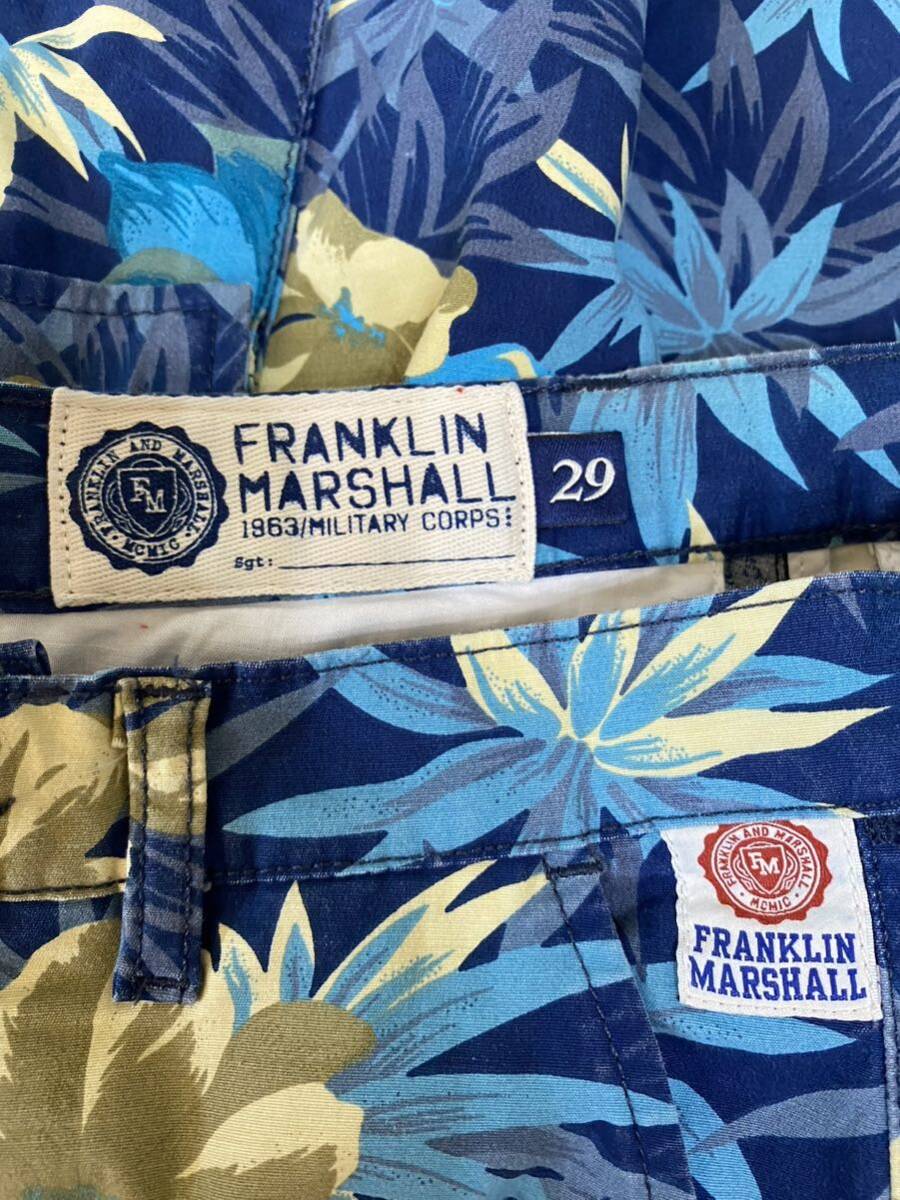 FRANKLIN AND MARSHALL
FM
MCMIC
FRANKLIN
MARSHALL
1963/MILITARY CORPS:
Sgt:
29
FRANKLIN AND MARSHALL
FM
MCMIC
FRANKLIN
MARSHALL